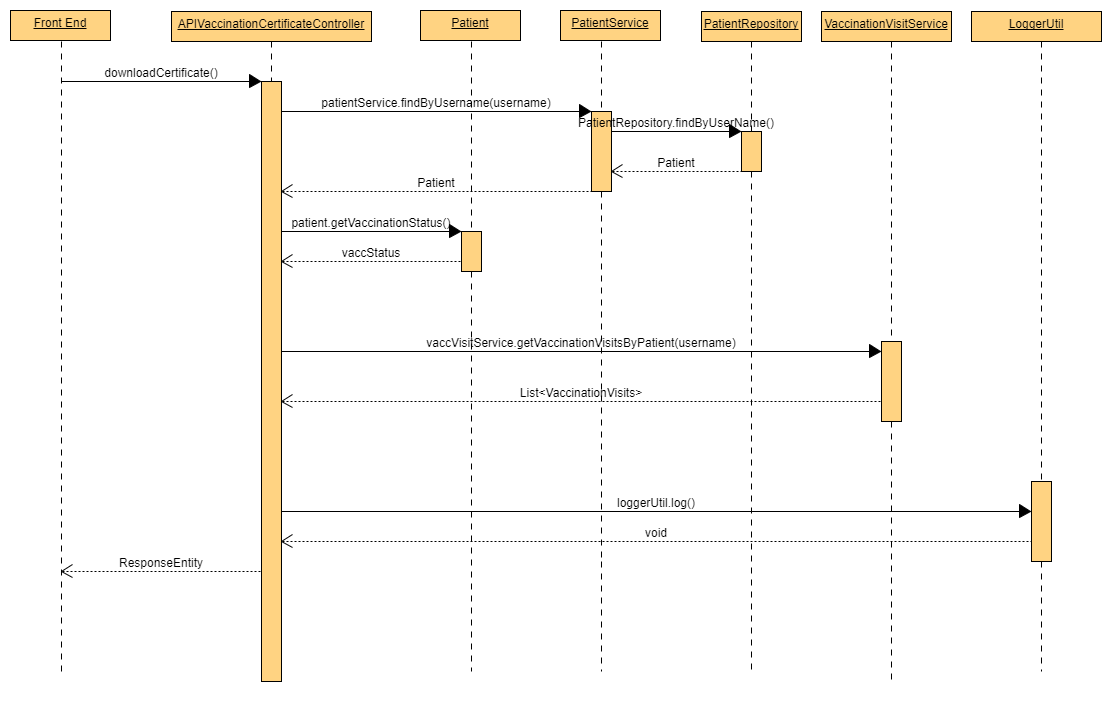 Front End
APIVaccinationCertificateController
Patient
PatientService
PatientRepository
VaccinationVisitService
LoggerUtil
downloadCertificate()
patientService.findByUsername(username)
PatientRepository.findByUserName()
Patient
Patient
patient.getVaccinationStatus()
vaccStatus
vaccVisitService.getVaccinationVisitsByPatient(username)
List<VaccinationVisits>
loggerUtil.log()
void
ResponseEntity